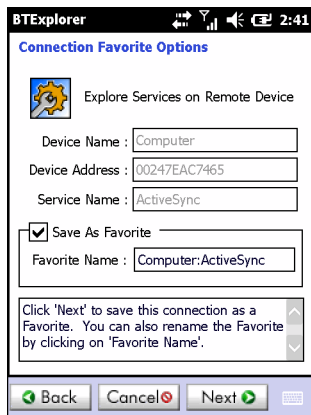 BTExplorer 2:41
Connection Favorite Options
Explore Services on Remote Device
Device Name : Computer
Device Address : 00247EAC7465
Service Name : ActiveSync
Save As Favorite
Favorite Name : Computer:ActiveSync
Click 'Next' to save this connection as a
Favorite. You can also rename the Favorite
by clicking on 'Favorite Name'.
Back Cancel Next